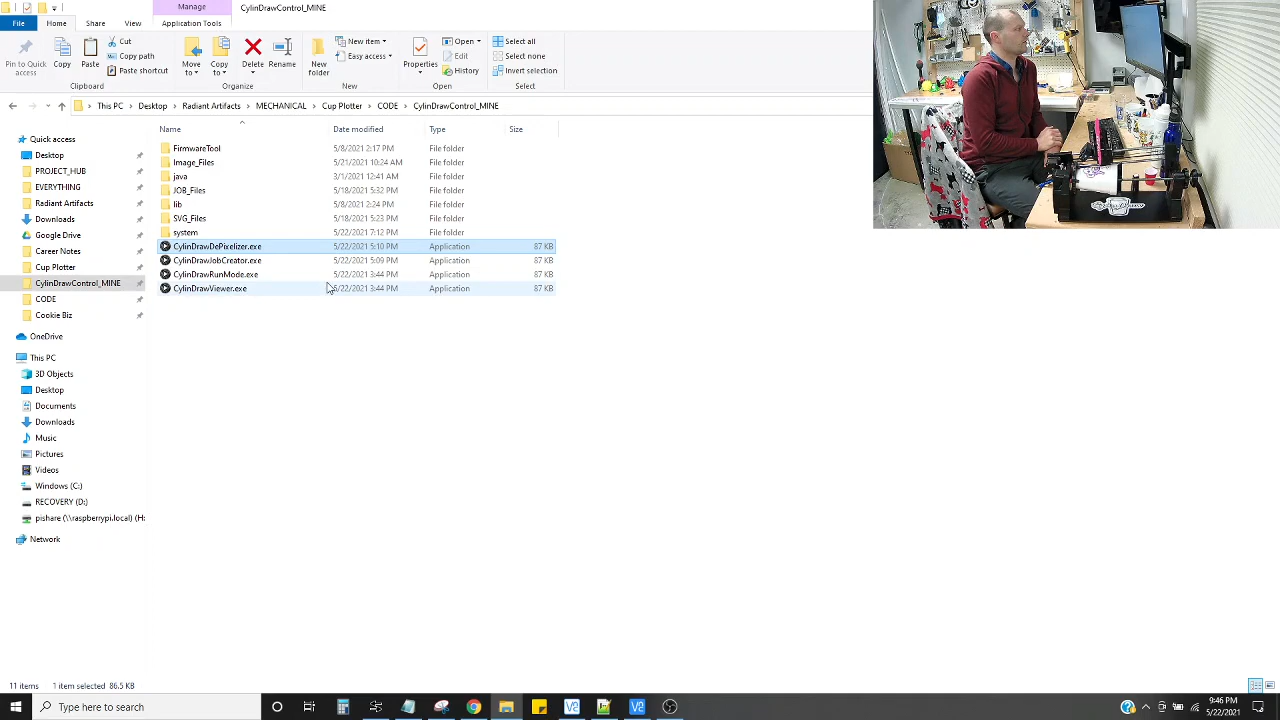 Manage
CylinDrawControl_MINE
File
Home
Share
View
Application Tools
Pin to Quick access
Copy
Paste
Cut
Copy path
Paste shortcut
Clipboard
Move to
Copy to
Delete
Rename
Organize
New folder
New item
Easy access
New
Properties
Open
Edit
History
Open
Select all
Select none
Invert selection
Select
This PC > Desktop > Radiant Artifacts > MECHANICAL > Cup Plotter > CODE > CylinDrawControl_MINE
Name Date modified Type Size
FirmwareTool 5/8/2021 2:17 PM File folder
Image_Files 5/21/2021 10:24 AM File folder
java 3/1/2021 12:41 AM File folder
JOB_Files 5/18/2021 5:32 PM File folder
lib 5/8/2021 2:24 PM File folder
SVG_Files 5/18/2021 5:23 PM File folder
system 5/22/2021 7:12 PM File folder
CylinDrawDePixelizer.exe 5/22/2021 5:10 PM Application 87 KB
CylinDrawJobCreator.exe 5/22/2021 5:09 PM Application 87 KB
CylinDrawRunMode.exe 5/22/2021 3:44 PM Application 87 KB
CylinDrawViewer.exe 5/22/2021 3:44 PM Application 87 KB
Quick access
Desktop
PROJECT_HUB
EVERYTHING
Radiant Artifacts
Downloads
Google Drive
Career Notes
Cup Plotter
CylinDrawControl_MINE
CODE
Cookie Biz
OneDrive
This PC
3D Objects
Desktop
Documents
Downloads
Music
Pictures
Videos
Windows (C:)
RECOVERY (D:)
pishare (\\raspberrypi.local) (H:
Network
11 items 1 item selected 86.5 KB
Type here to search
9:46 PM
5/22/2021